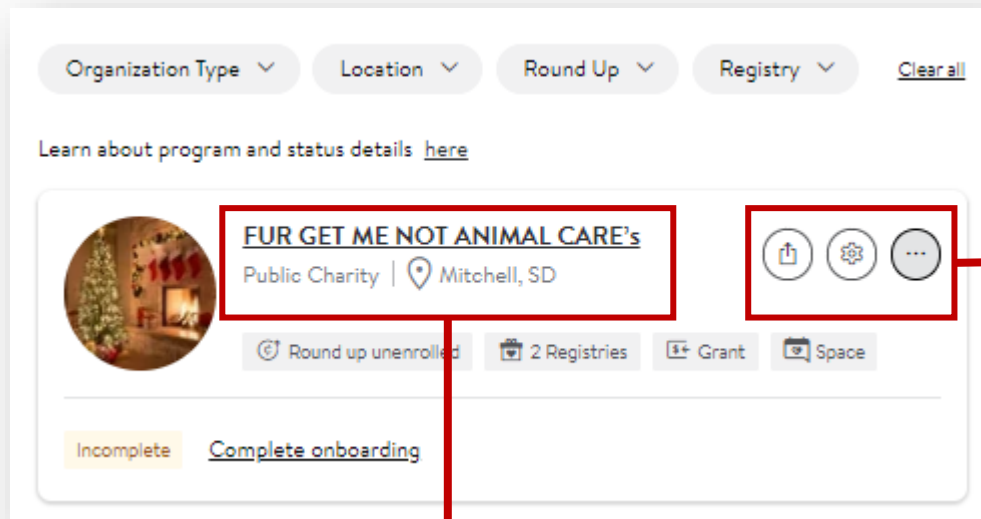 Organization Type Location Round Up Registry Clear all
Learn about program and status details here
FUR GET ME NOT ANIMAL CARE's
Public Charity | Mitchell, SD
Round up unenrolled 2 Registries Grant Space
Incomplete Complete onboarding